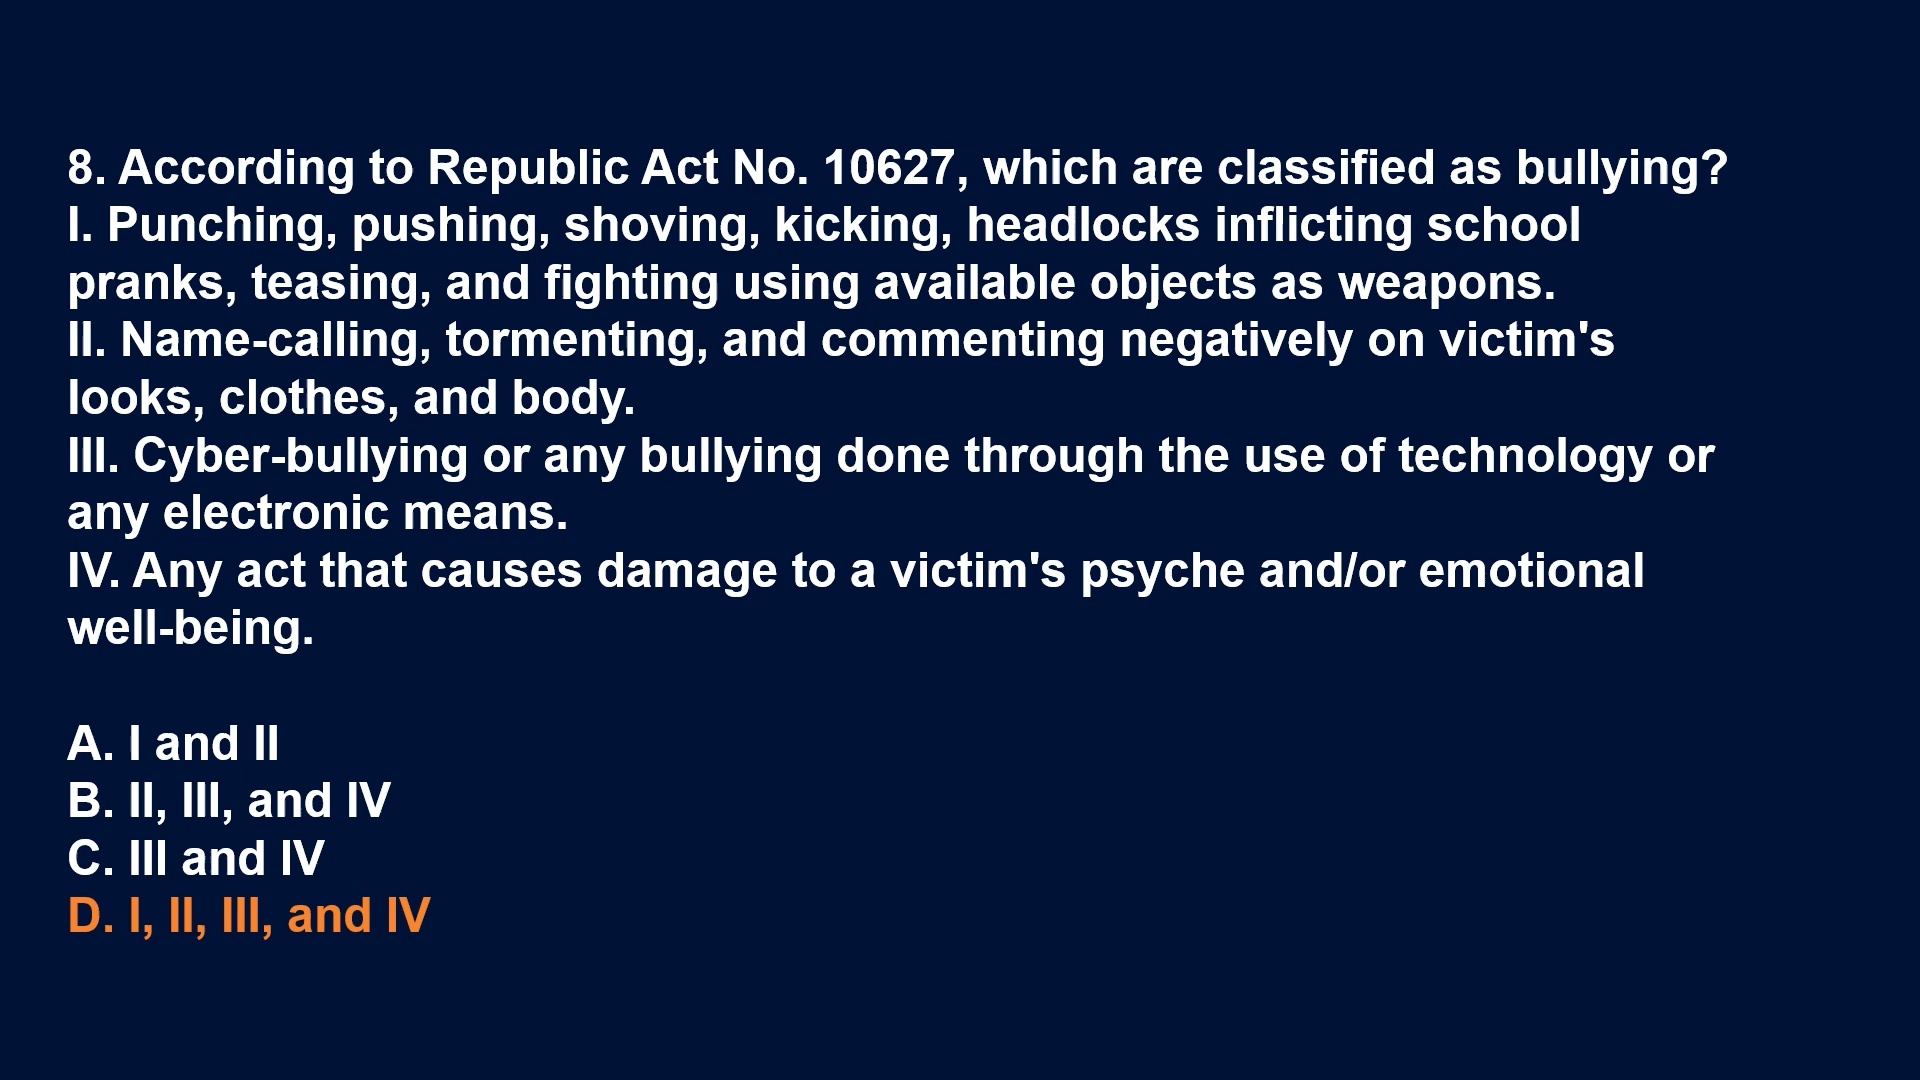 8. According to Republic Act No. 10627, which are classified as bullying?
I. Punching, pushing, shoving, kicking, headlocks inflicting school
pranks, teasing, and fighting using available objects as weapons.
II. Name-calling, tormenting, and commenting negatively on victim's
looks, clothes, and body.
III. Cyber-bullying or any bullying done through the use of technology or
any electronic means.
IV. Any act that causes damage to a victim's psyche and/or emotional
well-being.
A. I and II
B. II, III, and IV
C. III and IV
D. I, II, III, and IV